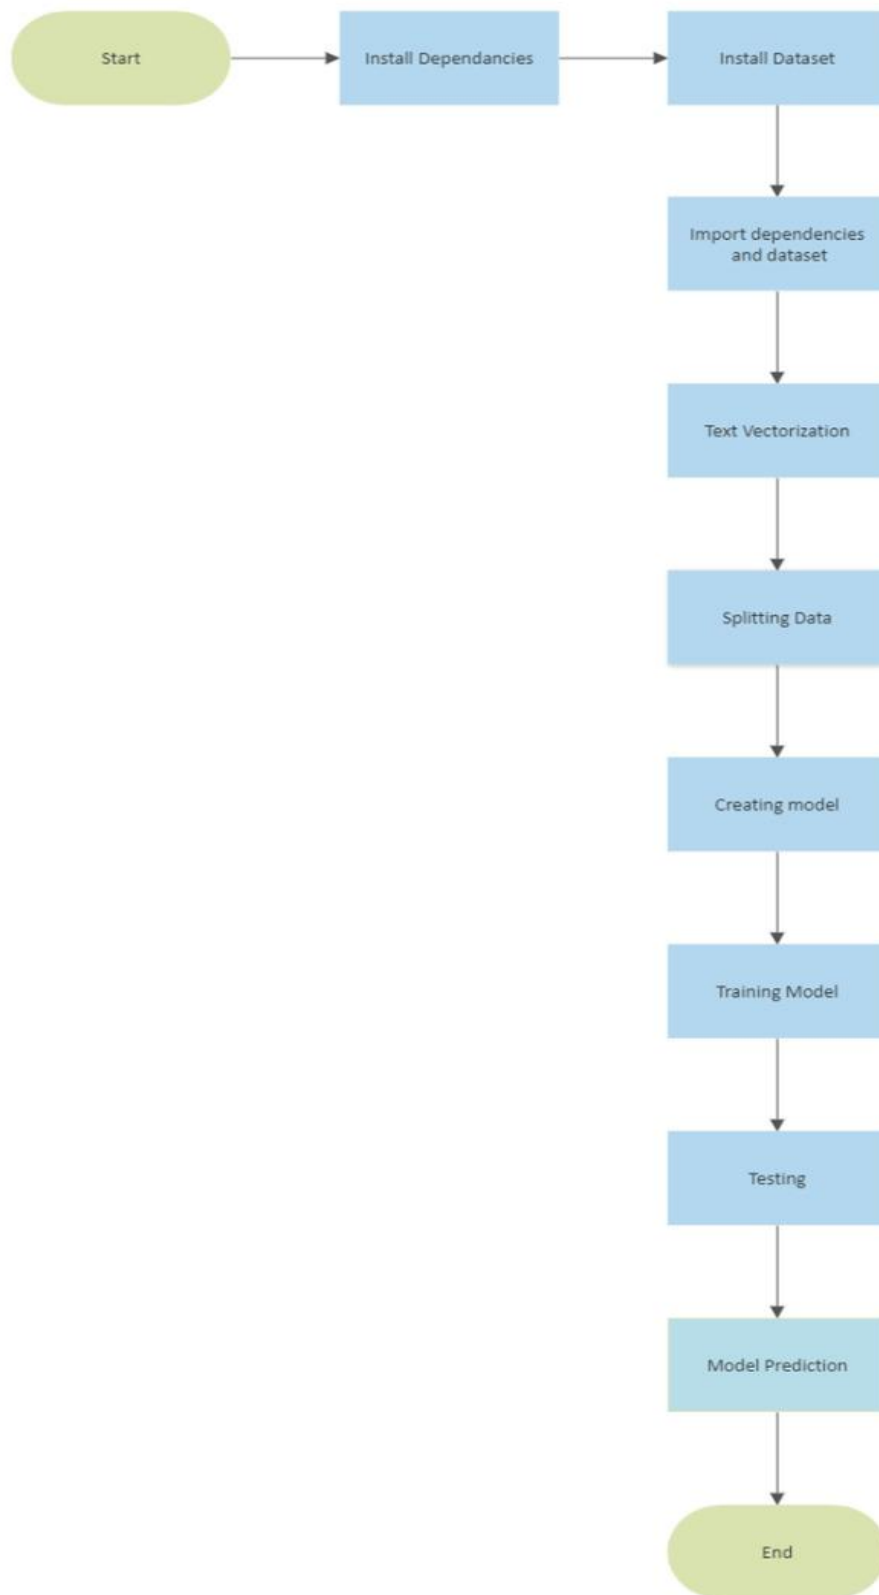 Start
Install Dependancies
Install Dataset
Import dependencies
and dataset
Text Vectorization
Splitting Data
Creating model
Training Model
Testing
Model Prediction
End